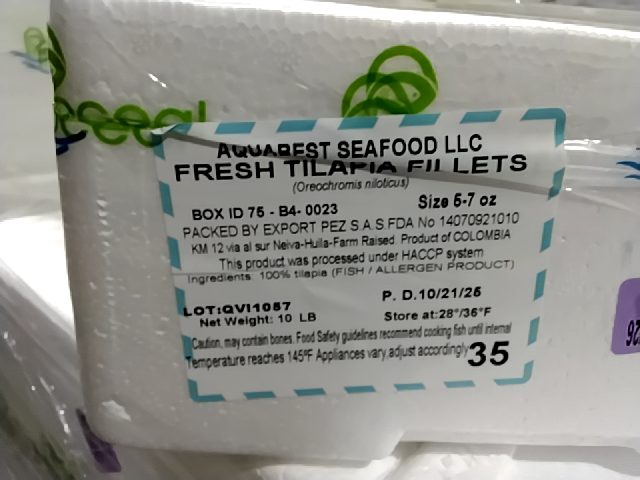 AQUABEST SEAFOOD LLC
FRESH TILAPIA FILLETS
(Oreochromis niloticus)
BOX ID 75 - B4- 0023 Size 5-7 oz
PACKED BY EXPORT PEZ S.A.S.FDA No 14070921010
KM 12 via al sur Neiva-Huila-Farm Raised. Product of COLOMBIA
This product was processed under HACCP system
Ingredients: 100% tilapia (FISH / ALLERGEN PRODUCT)
LOT:QVI1057 P. D.10/21/25
Net Weight: 10 LB Store at:28°/36°F
Caution, may contain bones. Food Safety guidelines recommend cooking fish until internal
Temperature reaches 145°F Appliances vary,adjust accordingly 35